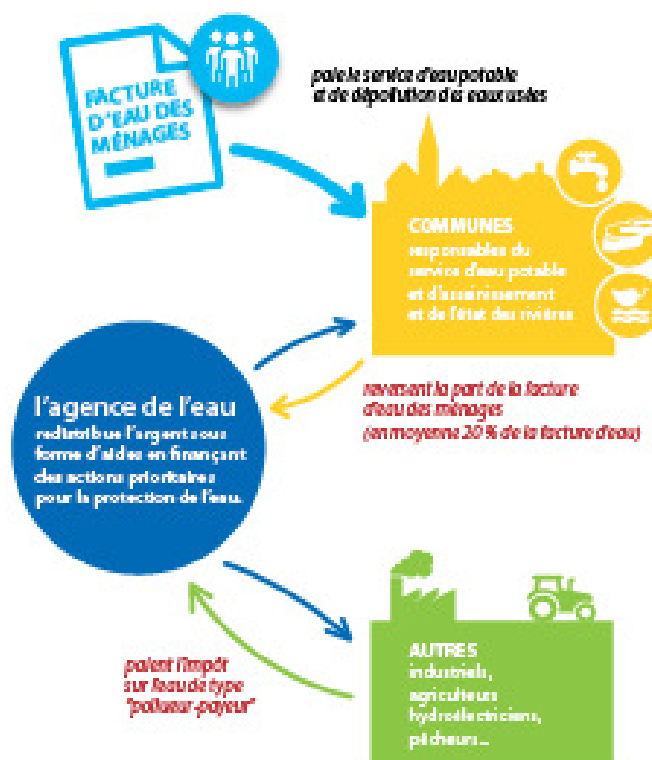 FACTURE
D'EAU DES
MÉNAGES
paie le service d'eau potable
et de dépollution des eaux usées
COMMUNES
responsables du
service d'eau potable
et d'assainissement
et de l'état des rivières
l'agence de l'eau
redistribue l'argent sous
forme d'aides en finançant
des actions prioritaires
pour la protection de l'eau.
reversent la part de la facture
d'eau des ménages
(en moyenne 20 % de la facture d'eau)
paient l'impôt
sur l'eau de type
"pollueur-payeur"
AUTRES
industriels,
agriculteurs
hydroélectriciens,
pêcheurs...